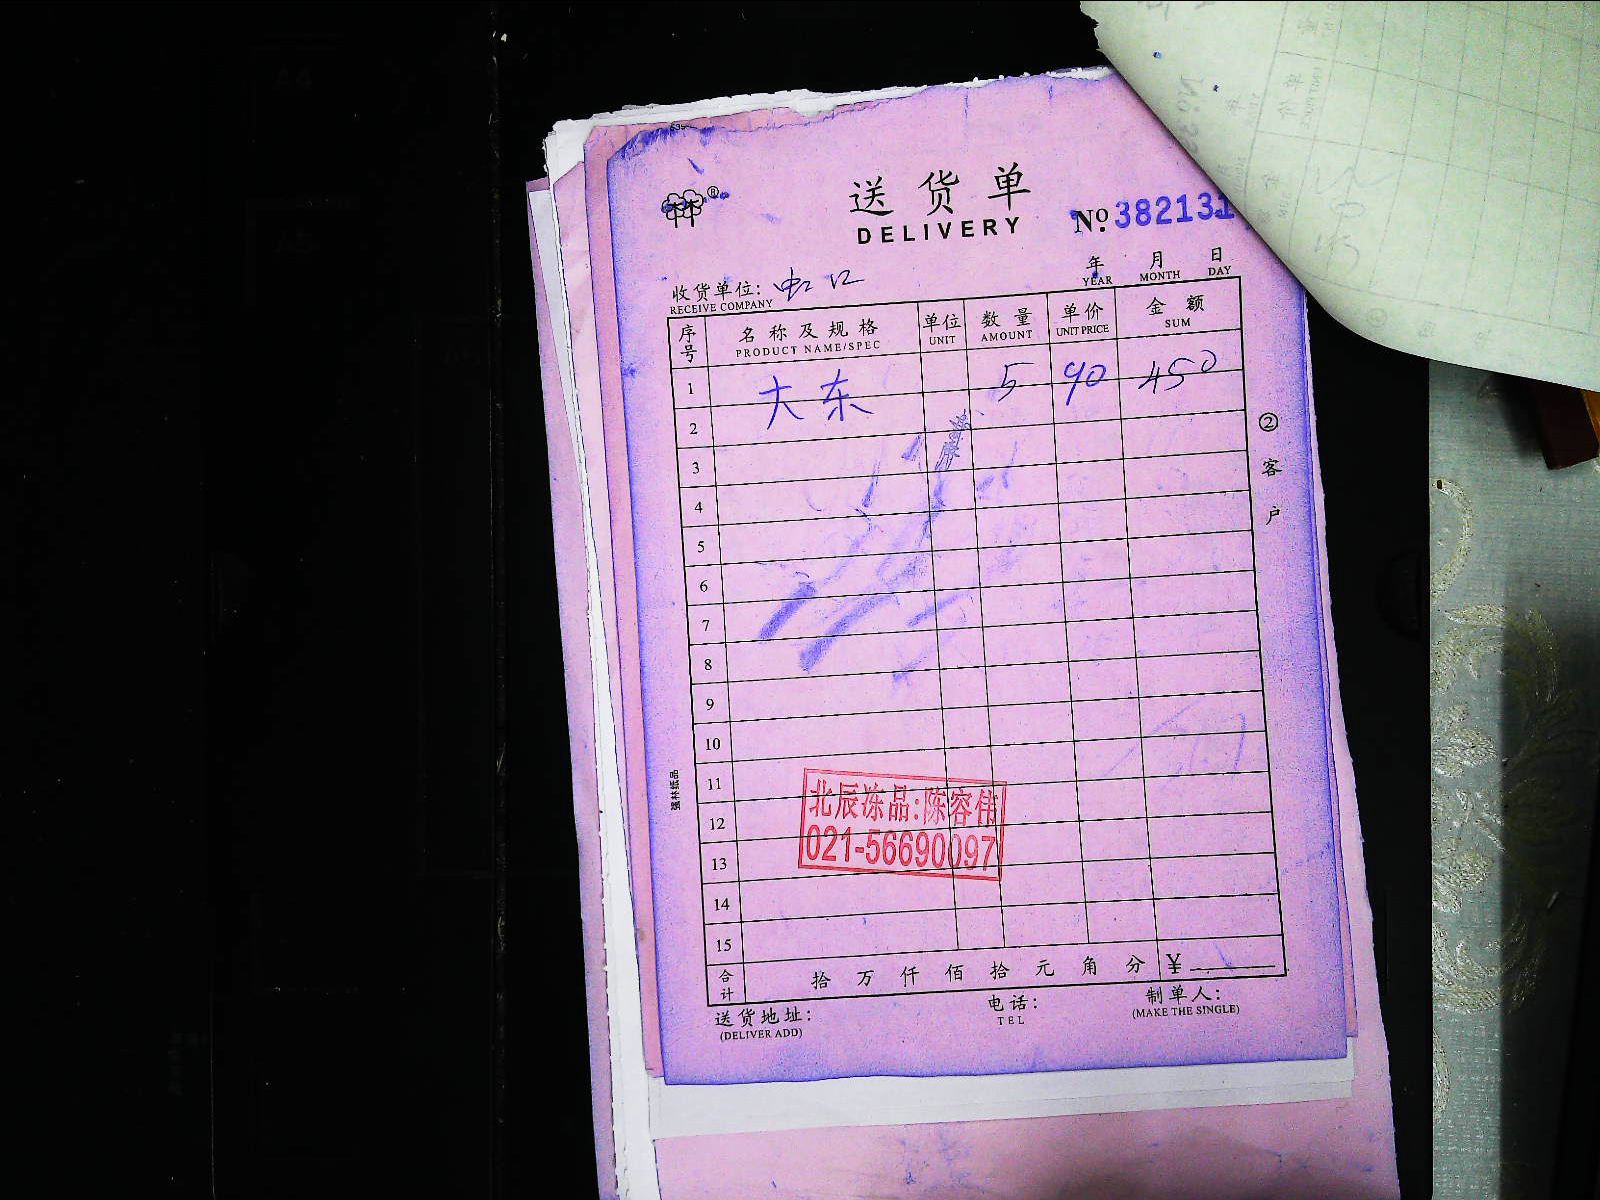 送货单
DELIVERY
№ 382131
年 月 日
YEAR MONTH DAY
收货单位: 虹口
RECEIVE COMPANY
序号 名称及规格 单位 数量 单价 金额
PRODUCT NAME/SPEC UNIT AMOUNT UNIT PRICE SUM
1 大东 5 90 450
2
3
4
5
6
7
8
9
10
11
12
13
14
15
北辰冻品:陈容伟
021-56690097
合计 拾 万 仟 佰 拾 元 角 分 ¥
送货地址: 电话: 制单人:
(DELIVER ADD) TEL (MAKE THE SINGLE)
②客户